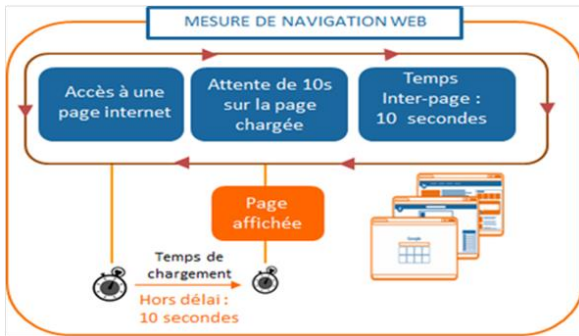 MESURE DE NAVIGATION WEB
Accès à une
page internet
Attente de 10s
sur la page
chargée
Temps
Inter-page :
10 secondes
Page
affichée
Temps de
chargement
Hors délai :
10 secondes
Google